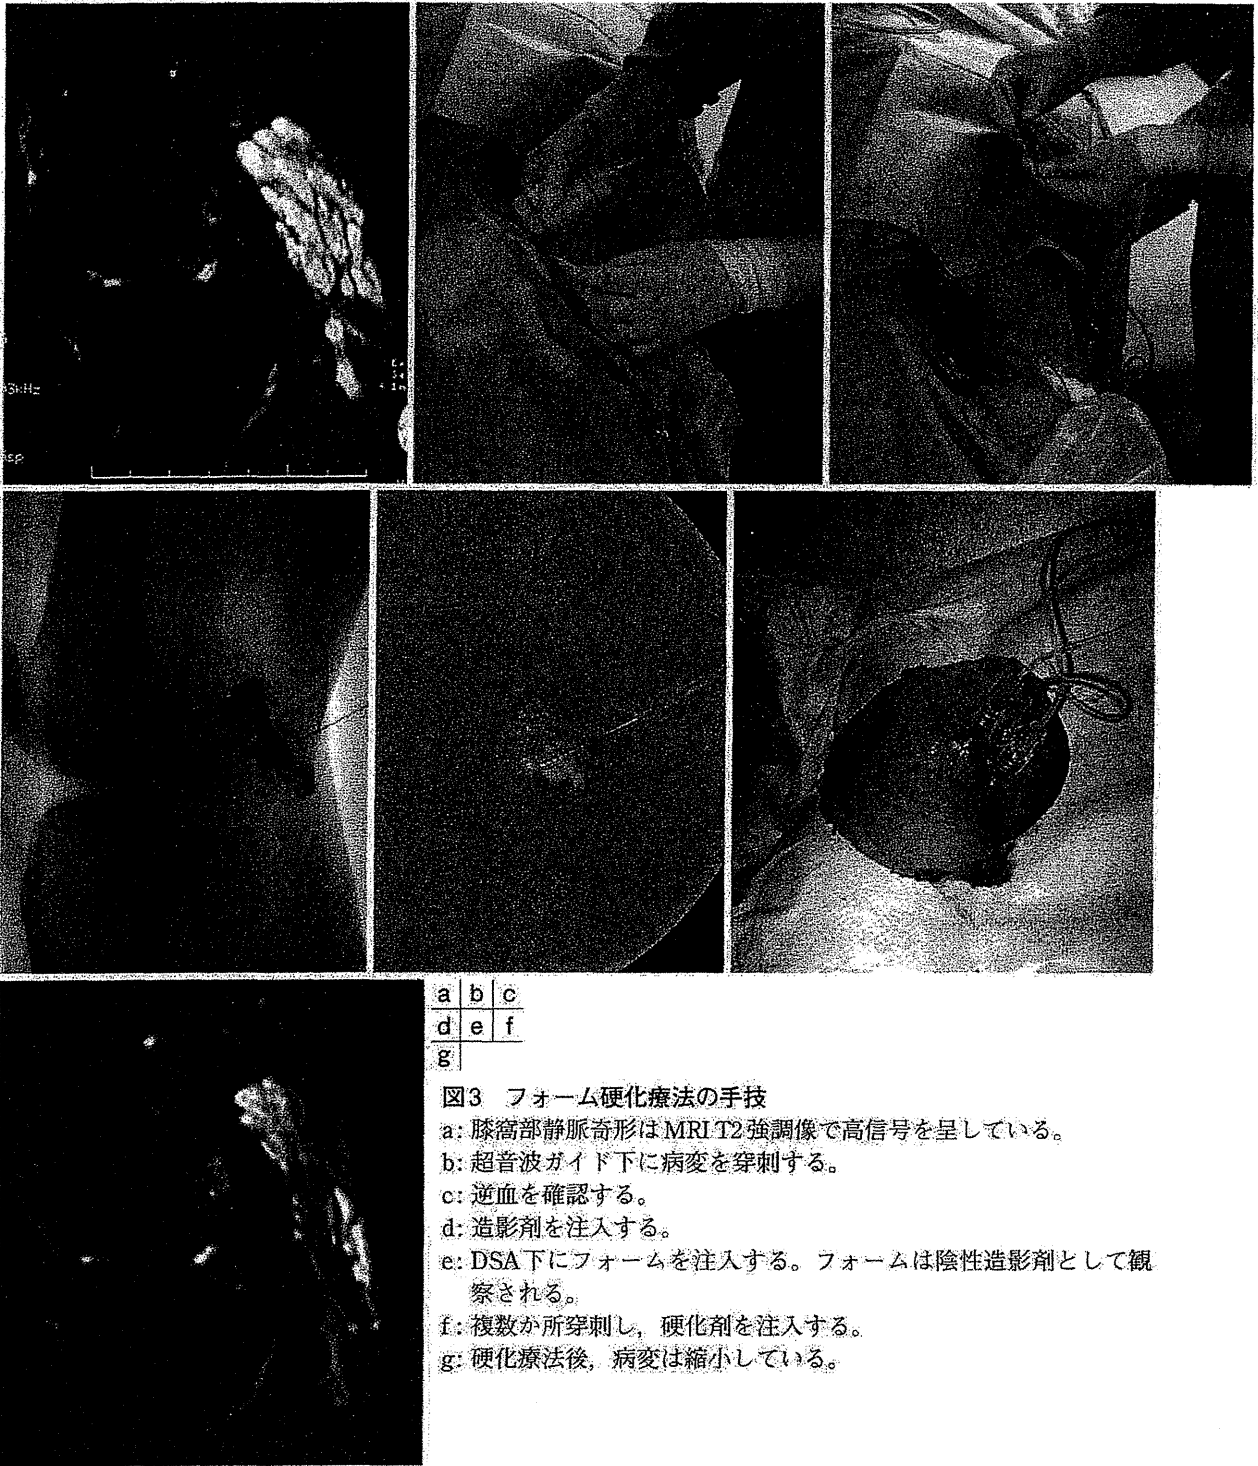 a b c
d e f
g
図3 フォーム硬化療法の手技
a: 膝窩部静脈奇形はMRI T2強調像で高信号を呈している。
b: 超音波ガイド下に病変を穿刺する。
c: 逆血を確認する。
d: 造影剤を注入する。
e: DSA下にフォームを注入する。フォームは陰性造影剤として観
察される。
f: 複数か所穿刺し，硬化剤を注入する。
g: 硬化療法後，病変は縮小している。